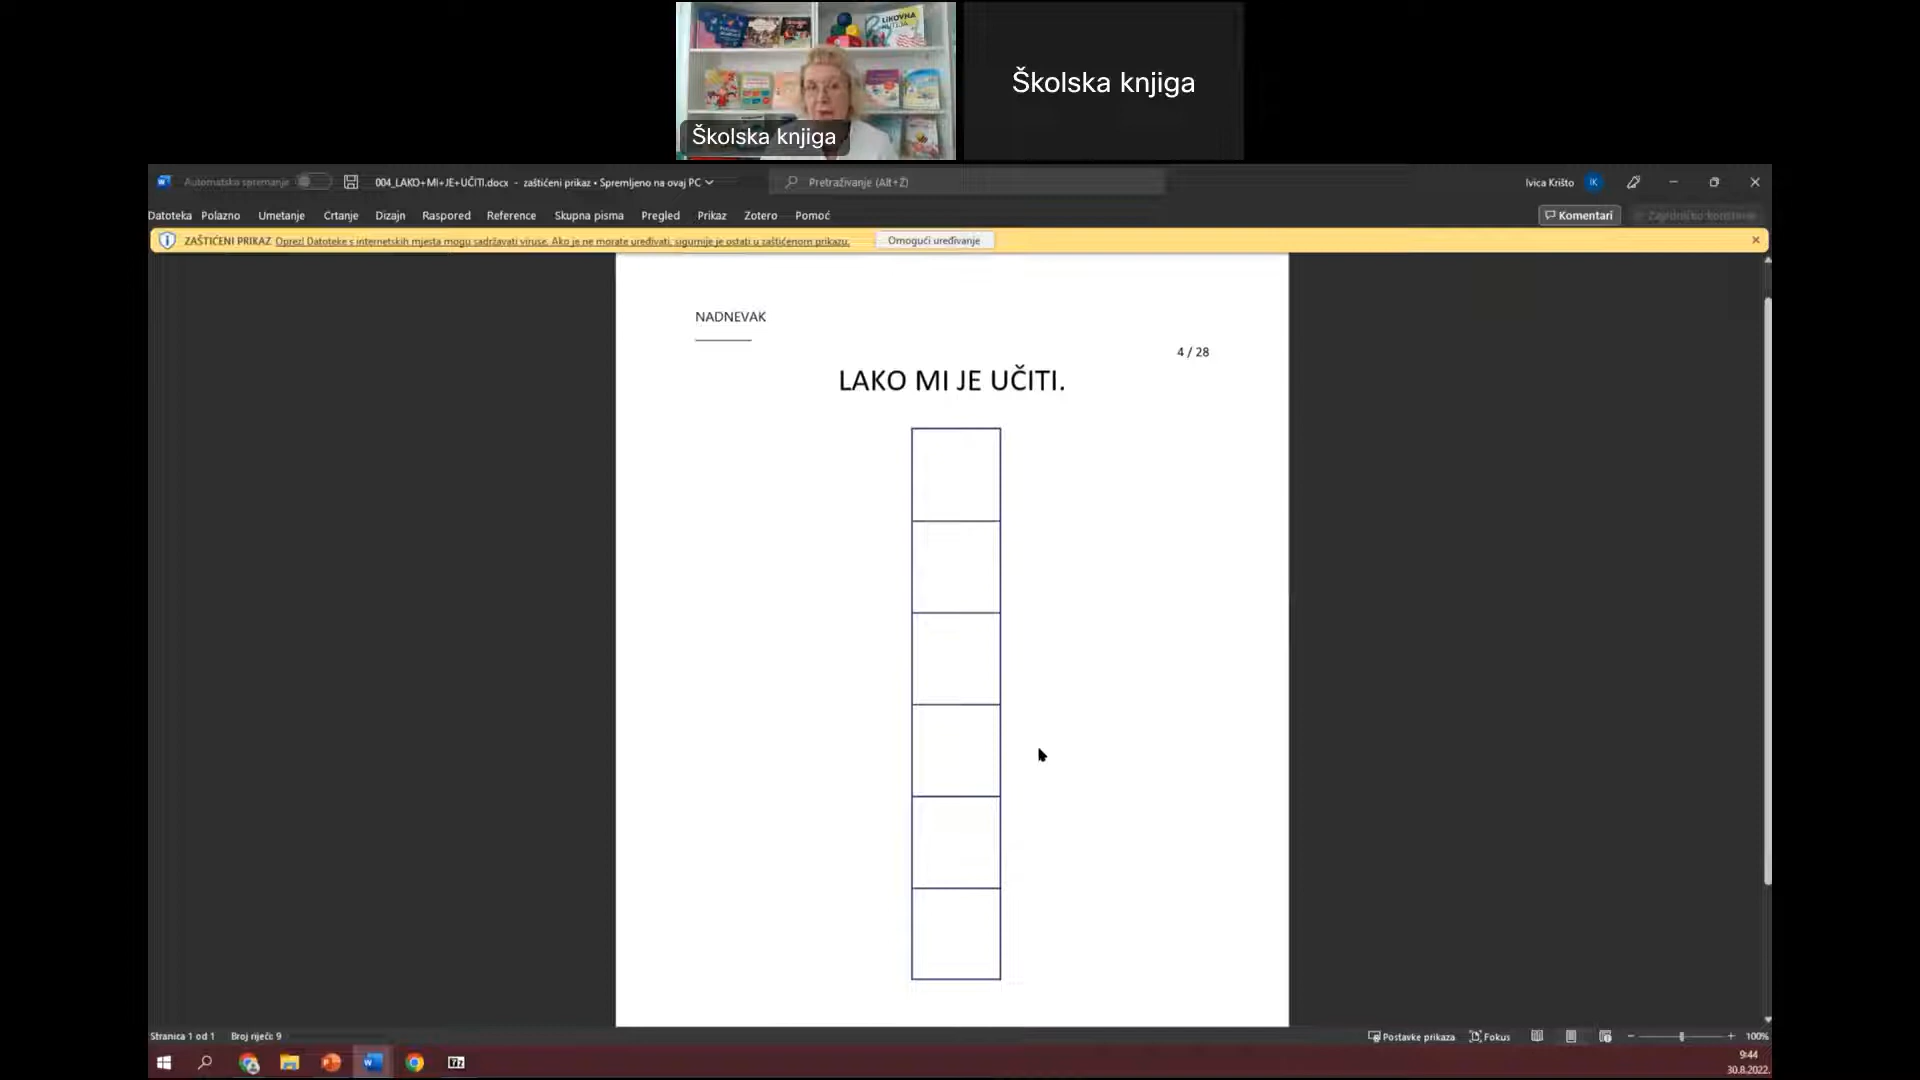 LIKOVNA
Školska knjiga
Školska knjiga
Automatsko spremanje
004_LAKO+MI+JE+UČITI.docx - zaštićeni prikaz • Spremljeno na ovaj PC
Pretraživanje (Alt+Z)
Ivica Krišto
IK
Datoteka Polazno Umetanje Crtanje Dizajn Raspored Reference Skupna pisma Pregled Prikaz Zotero Pomoć
Komentari
ZAŠTIĆENI PRIKAZ Oprez! Datoteke s internetskih mjesta mogu sadržavati viruse. Ako je ne morate uređivati, sigurnije je ostati u zaštićenom prikazu.
Omogući uređivanje
NADNEVAK
4 / 28
LAKO MI JE UČITI.
Stranica 1 od 1 Broj riječi: 9
Postavke prikaza Fokus 100%
9:44
30.8.2022.